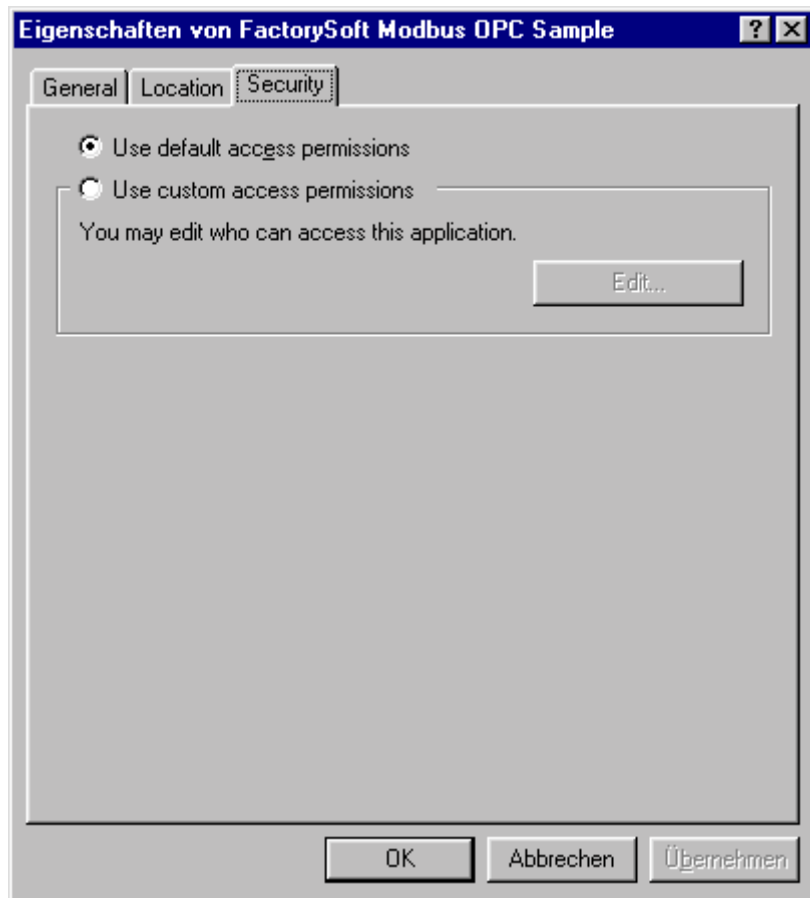 Eigenschaften von FactorySoft Modbus OPC Sample
General Location Security
Use default access permissions
Use custom access permissions
You may edit who can access this application.
Edit...
OK Abbrechen Übernehmen